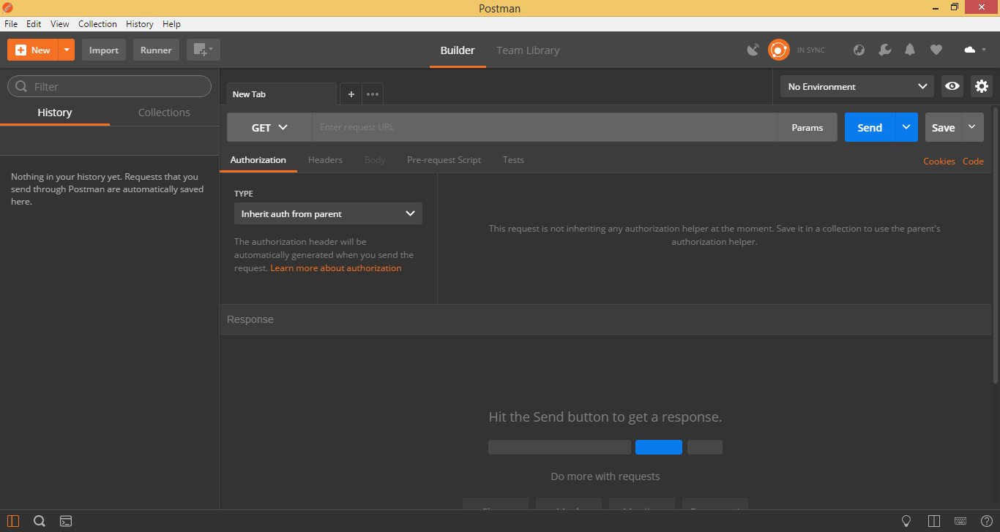 Postman
File Edit View Collection History Help
New Import Runner Builder Team Library IN SYNC
Filter
New Tab + No Environment
History Collections
GET Enter request URL Params Send Save
Authorization Headers Body Pre-request Script Tests Cookies Code
Nothing in your history yet. Requests that you
send through Postman are automatically saved
here.
TYPE
Inherit auth from parent
The authorization header will be
automatically generated when you send the
request. Learn more about authorization
This request is not inheriting any authorization helper at the moment. Save it in a collection to use the parent's
authorization helper.
Response
Hit the Send button to get a response.
Do more with requests